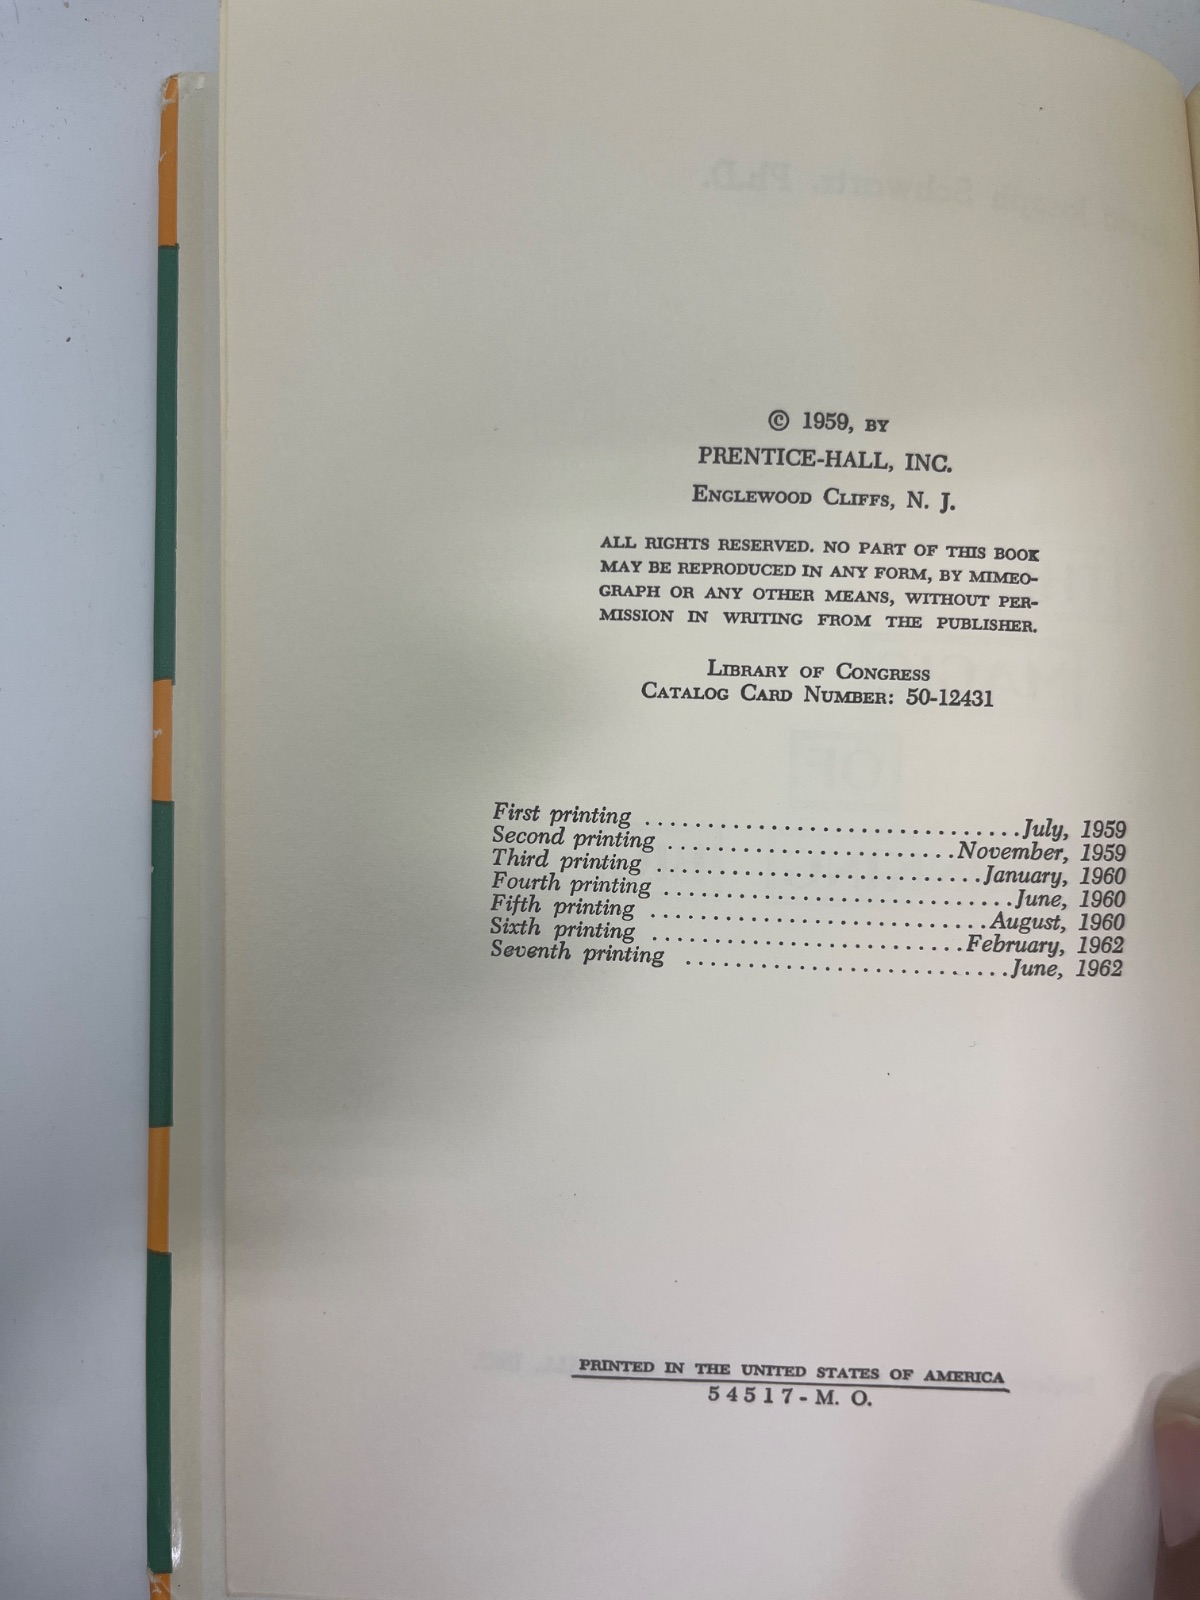 © 1959, BY
PRENTICE-HALL, INC.
ENGLEWOOD CLIFFS, N. J.
ALL RIGHTS RESERVED. NO PART OF THIS BOOK
MAY BE REPRODUCED IN ANY FORM, BY MIMEO-
GRAPH OR ANY OTHER MEANS, WITHOUT PER-
MISSION IN WRITING FROM THE PUBLISHER.
LIBRARY OF CONGRESS
CATALOG CARD NUMBER: 50-12431
First printing ..............................July, 1959
Second printing .......................November, 1959
Third printing ..........................January, 1960
Fourth printing ............................June, 1960
Fifth printing ...........................August, 1960
Sixth printing .........................February, 1962
Seventh printing ..........................June, 1962
PRINTED IN THE UNITED STATES OF AMERICA
54517-M. O.